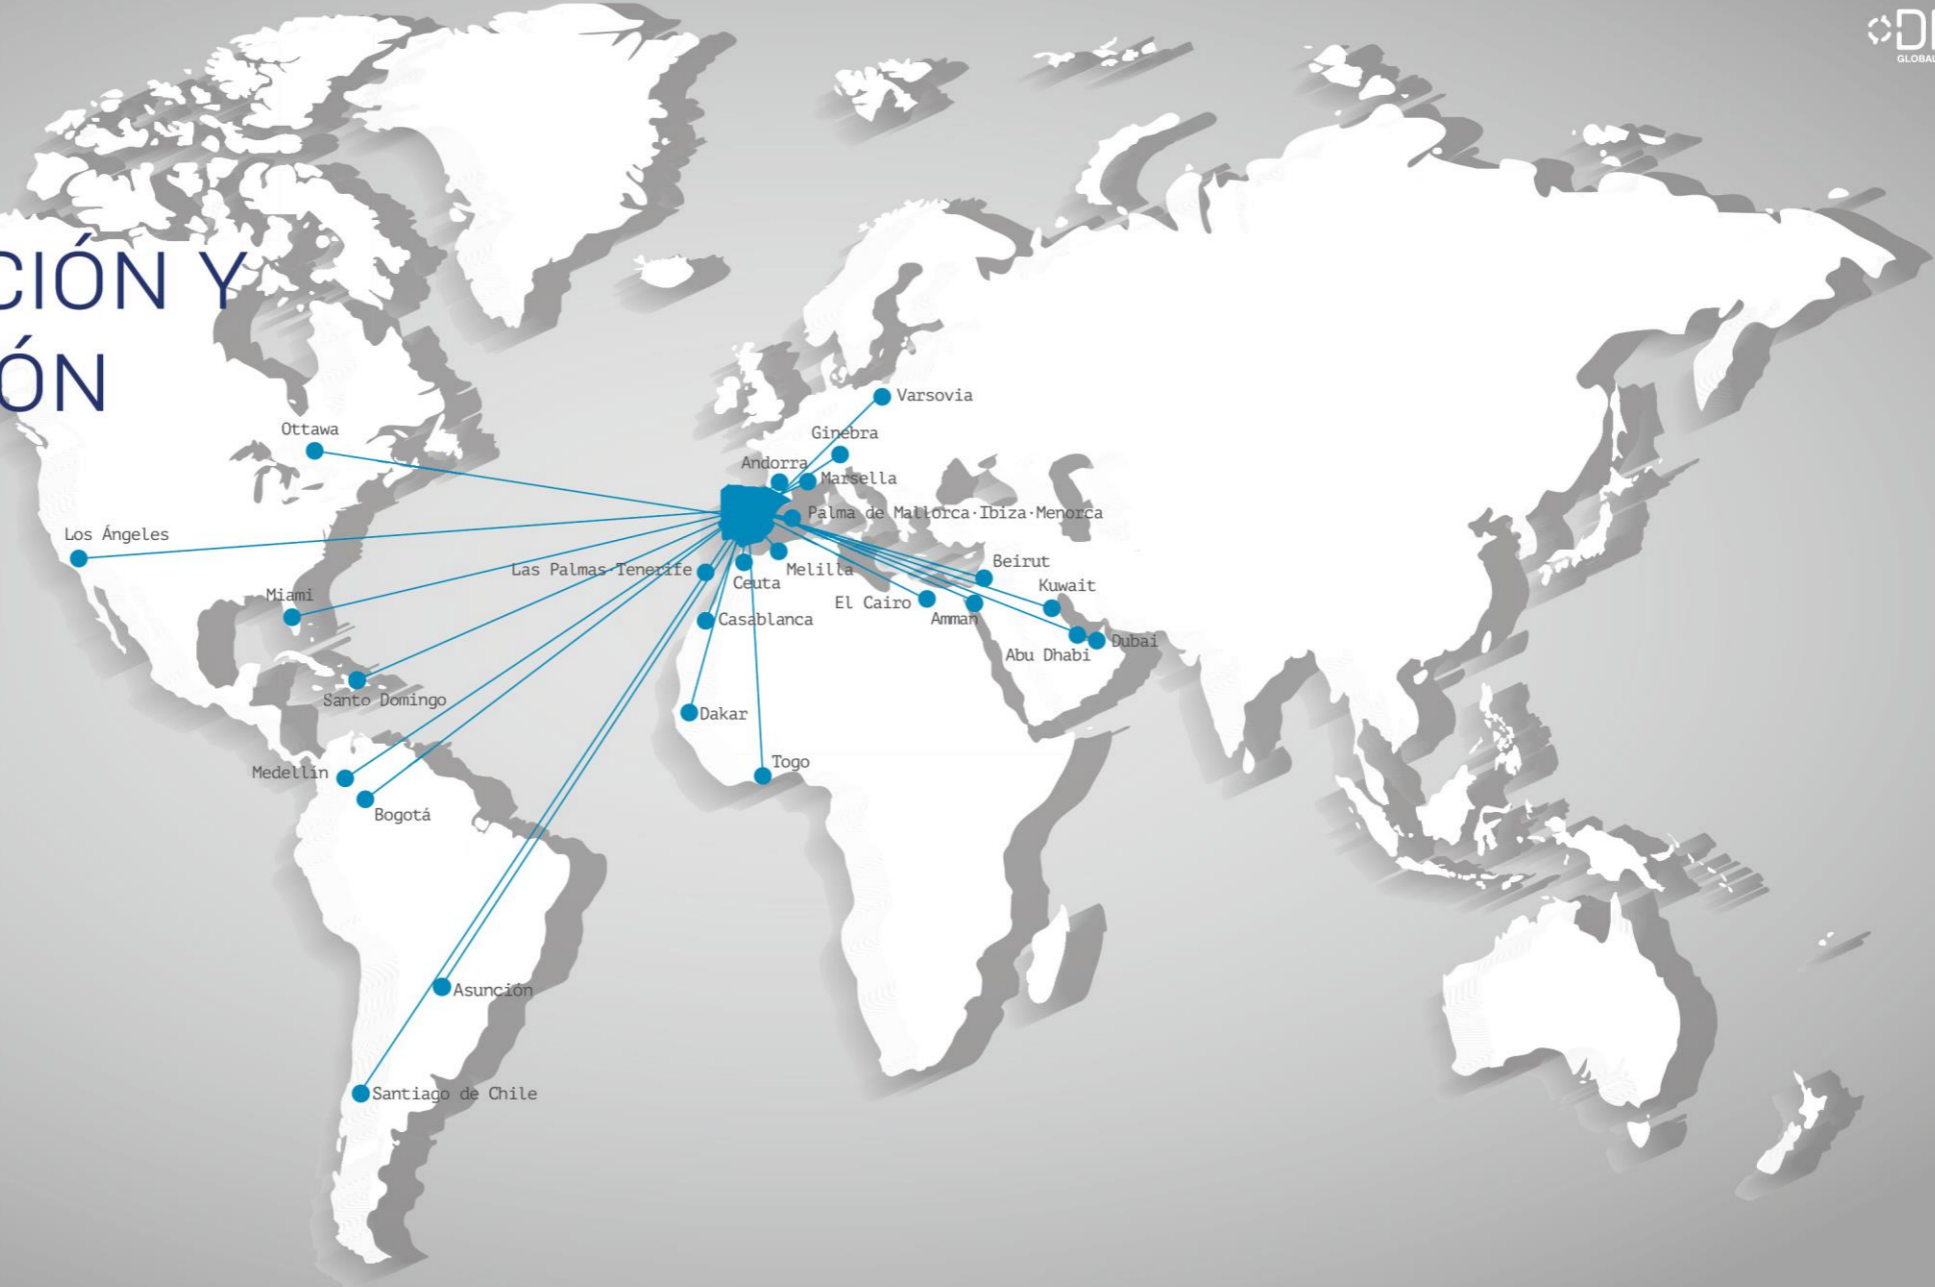 GLOBAL
CIÓN Y
ÓN
Varsovia
Ottawa
Ginebra
Andorra
Marsella
Palma de Mallorca·Ibiza·Menorca
Los Ángeles
Beirut
Las Palmas·Tenerife
Melilla
Ceuta
Kuwait
Miami
El Cairo
Amman
Casablanca
Dubai
Abu Dhabi
Santo Domingo
Dakar
Togo
Medellín
Bogotá
Asunción
Santiago de Chile